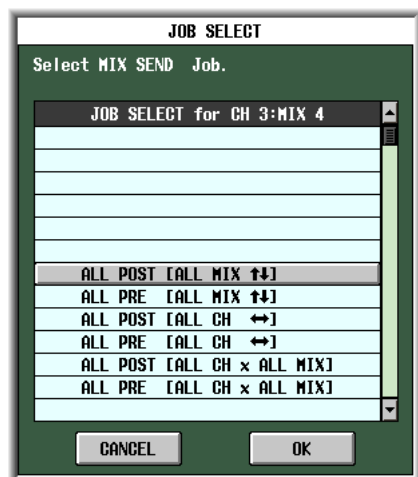 JOB SELECT
Select MIX SEND Job.
JOB SELECT for CH 3:MIX 4
ALL POST [ALL MIX ⬆⬇]
ALL PRE [ALL MIX ⬆⬇]
ALL POST [ALL CH ↔]
ALL PRE [ALL CH ↔]
ALL POST [ALL CH x ALL MIX]
ALL PRE [ALL CH x ALL MIX]
CANCEL OK